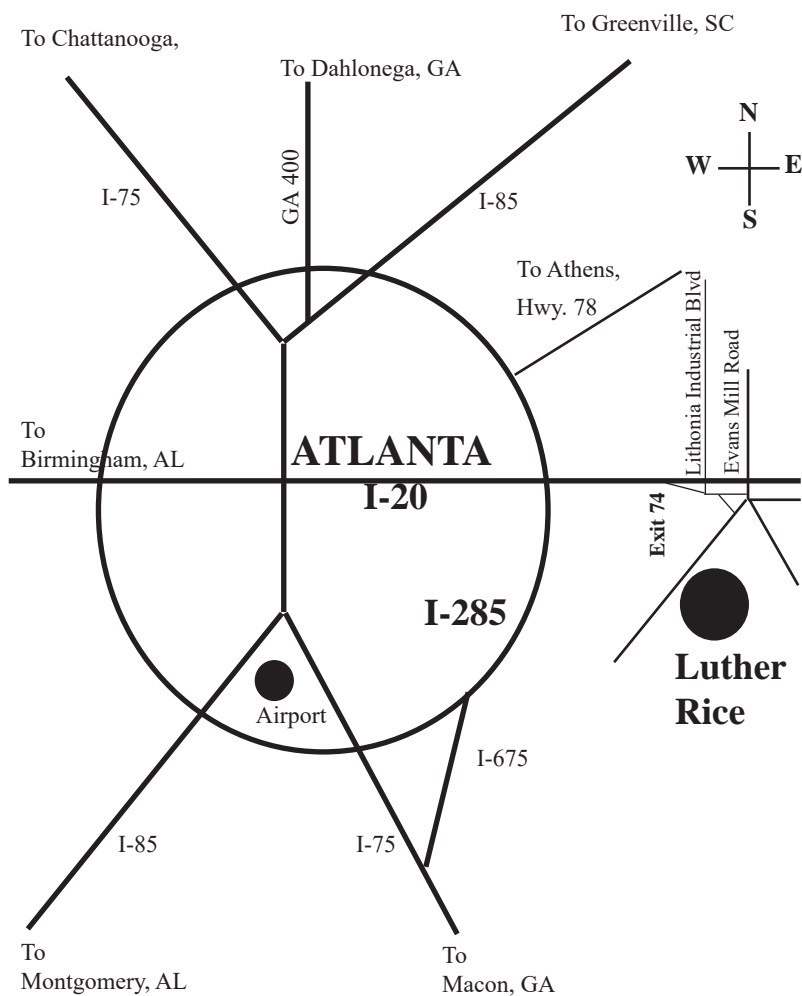 To Greenville, SC
To Chattanooga,
To Dahlonega, GA
N
W
E
S
I-75
GA 400
I-85
To Athens,
Hwy. 78
Lithonia Industrial Blvd
Evans Mill Road
To
Birmingham, AL
ATLANTA
I-20
Exit 74
I-285
Luther
Rice
Airport
I-675
I-85
I-75
To
Montgomery, AL
To
Macon, GA